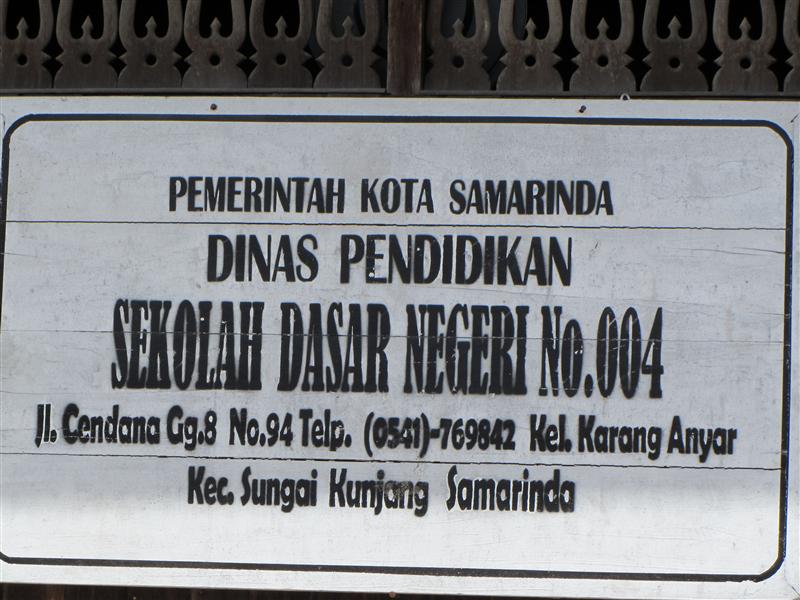 PEMERINTAH KOTA SAMARINDA
DINAS PENDIDIKAN
SEKOLAH DASAR NEGERI No.004
Jl. Cendana Gg.8 No.94 Telp. (0541)-769842 Kel. Karang Anyar
Kec. Sungai Kunjang Samarinda